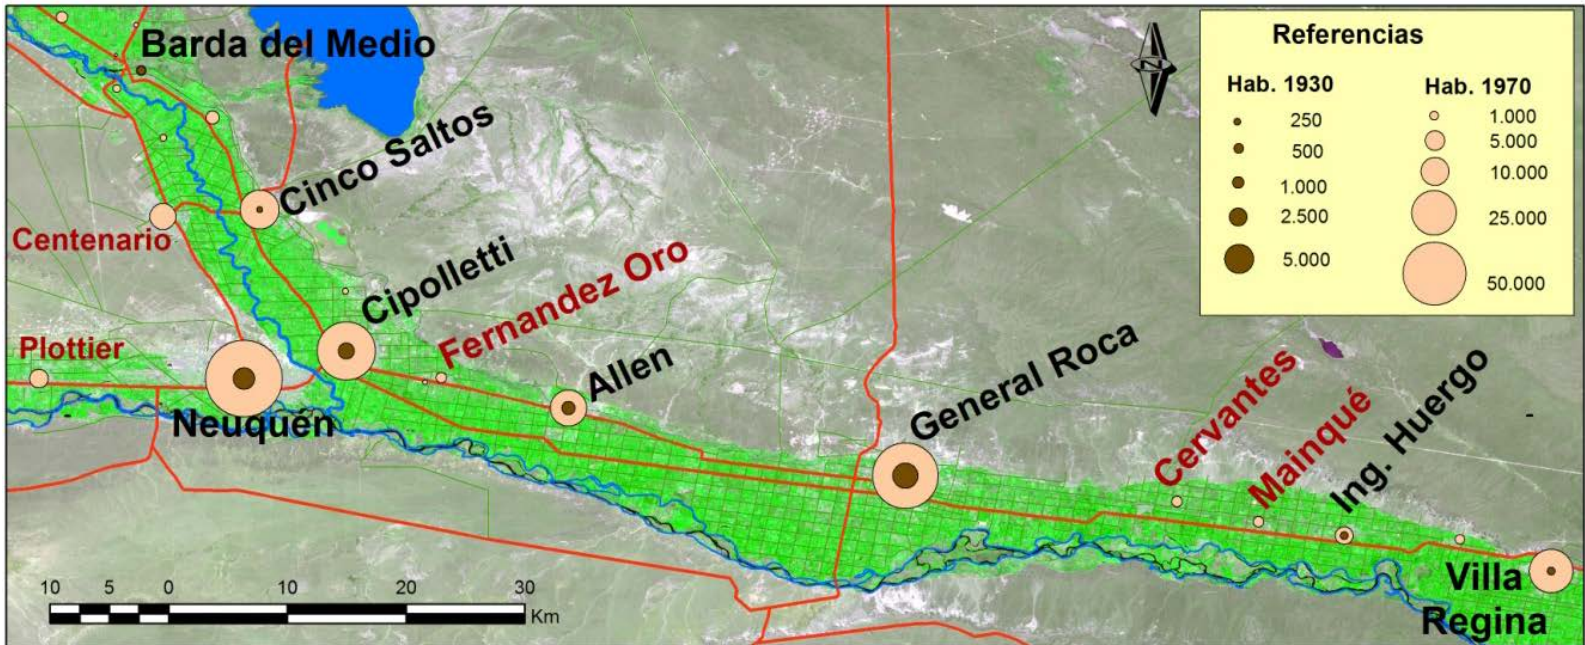 Barda del Medio
Cinco Saltos
Centenario
Cipolletti
Fernandez Oro
Plottier
Neuquén
Allen
General Roca
Cervantes
Mainqué
Ing. Huergo
Villa
Regina
N
Referencias
Hab. 1930
250
500
1.000
2.500
5.000
Hab. 1970
1.000
5.000
10.000
25.000
50.000
10 5 0 10 20 30
Km